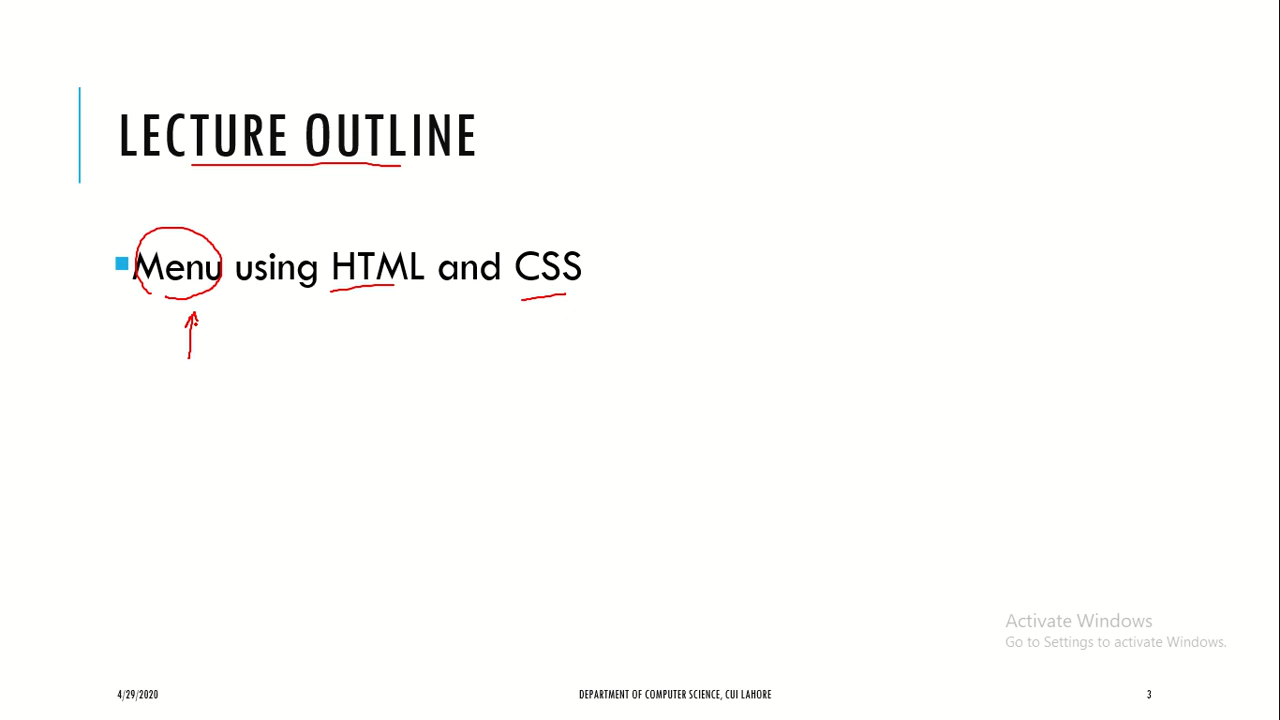 LECTURE OUTLINE
Menu using HTML and CSS
Activate Windows
Go to Settings to activate Windows.
4/29/2020
DEPARTMENT OF COMPUTER SCIENCE, CUI LAHORE
3